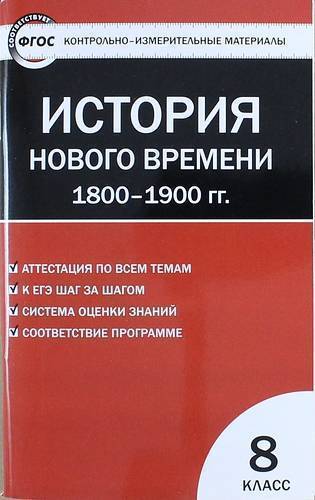 СООТВЕТСТВУЕТ
ФГОС
КОНТРОЛЬНО-ИЗМЕРИТЕЛЬНЫЕ МАТЕРИАЛЫ
ИСТОРИЯ
НОВОГО ВРЕМЕНИ
1800–1900 гг.
АТТЕСТАЦИЯ ПО ВСЕМ ТЕМАМ
К ЕГЭ ШАГ ЗА ШАГОМ
СИСТЕМА ОЦЕНКИ ЗНАНИЙ
СООТВЕТСТВИЕ ПРОГРАММЕ
8
КЛАСС